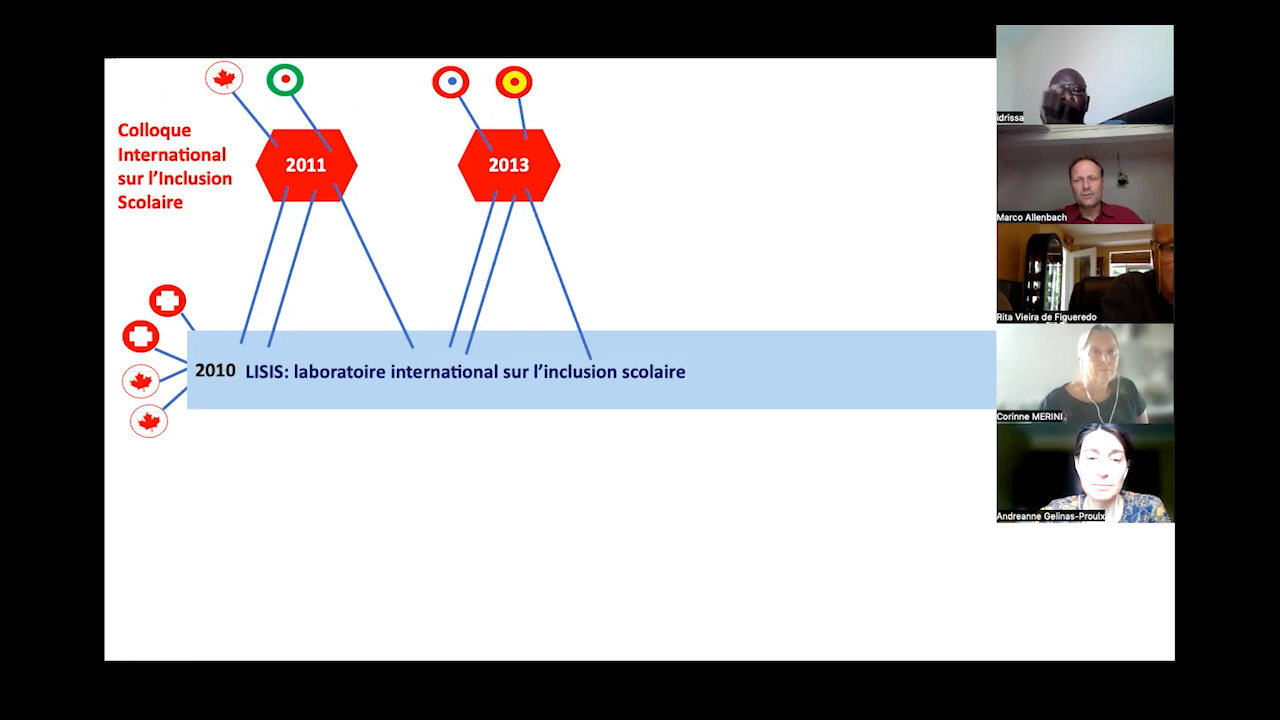 Colloque
International
sur l’Inclusion
Scolaire
2011
2013
2010 LISIS: laboratoire international sur l’inclusion scolaire
idrissa
Marco Allenbach
Rita Vieira de Figueredo
Corinne MERINI
Andreanne Gelinas-Proulx